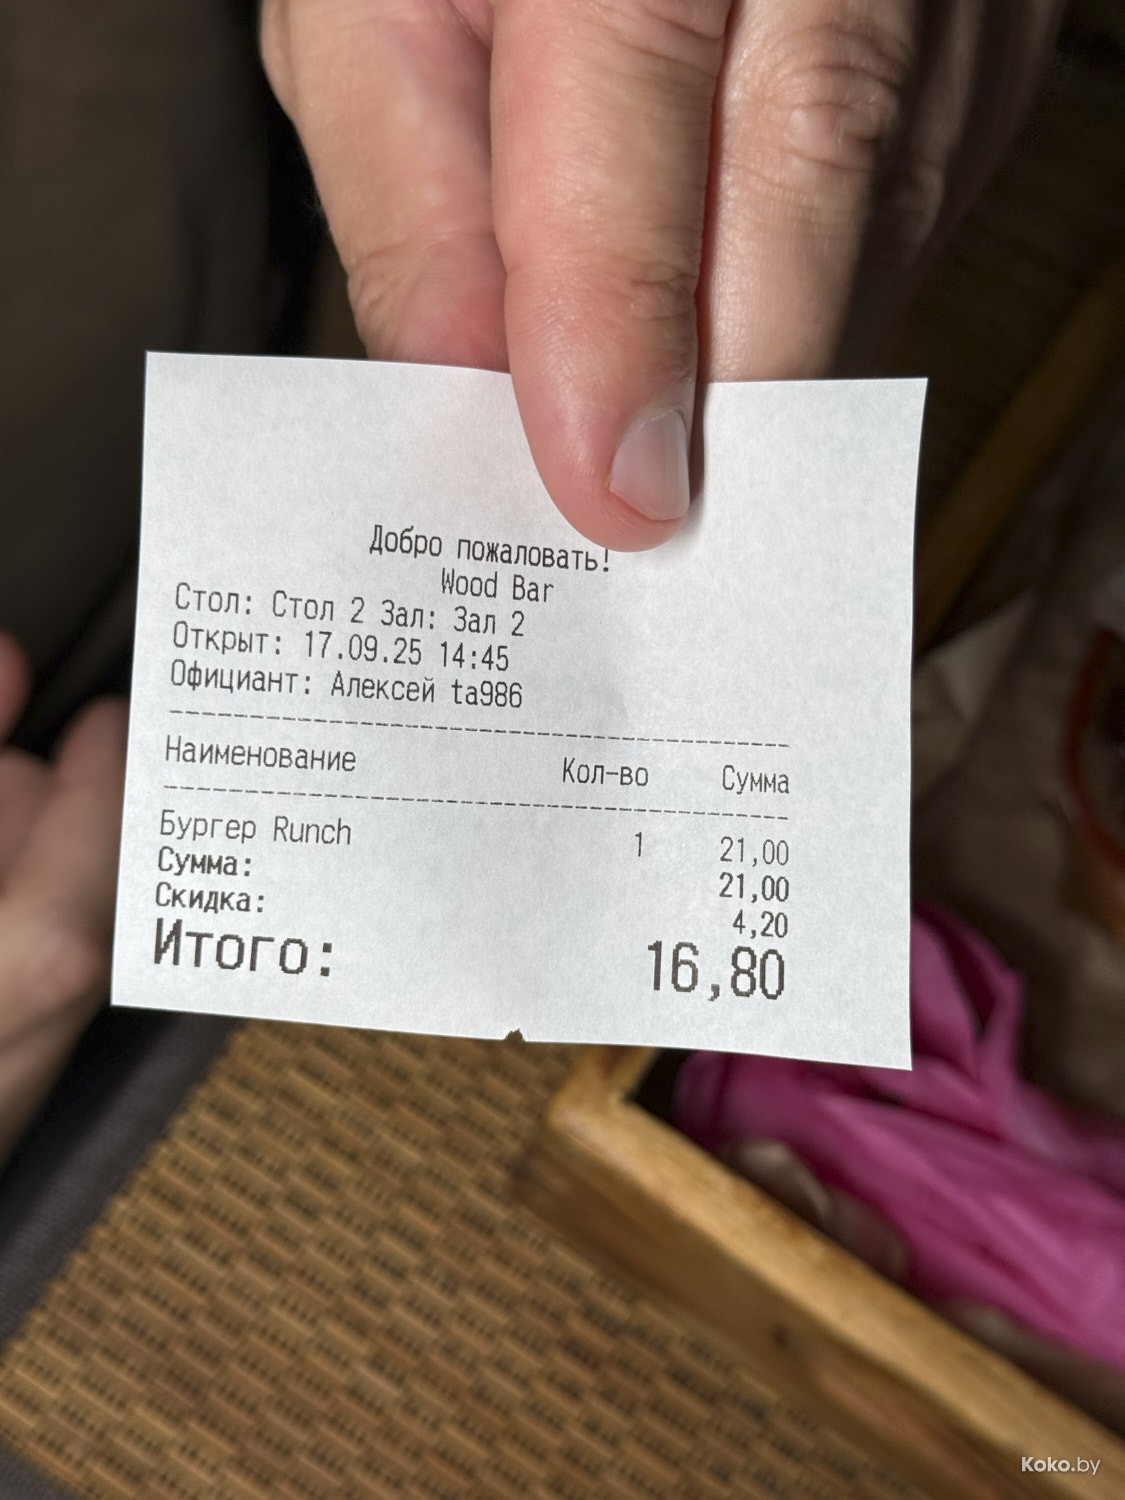 Добро пожаловать!
Wood Bar
Стол: Стол 2 Зал: Зал 2
Открыт: 17.09.25 14:45
Официант: Алексей ta986
Наименование Кол-во Сумма
Бургер Runch 1 21,00
Сумма: 21,00
Скидка: 4,20
Итого: 16,80
Koko.by